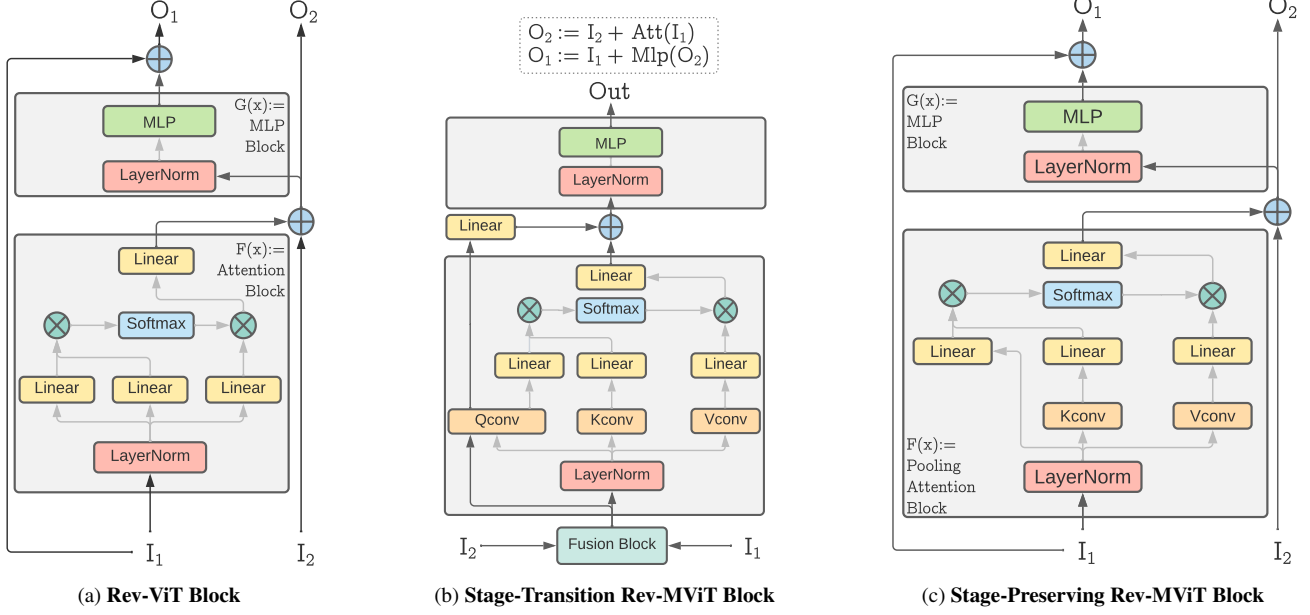 O₁
O₂
G(x):=
MLP
Block
MLP
LayerNorm
F(x):=
Attention
Block
Linear
Softmax
Linear
Linear
Linear
LayerNorm
I₁
I₂
(a) Rev-ViT Block
O₂ := I₂ + Att(I₁)
O₁ := I₁ + Mlp(O₂)
Out
MLP
LayerNorm
Linear
Linear
Softmax
Linear
Linear
Linear
Qconv
Kconv
Vconv
LayerNorm
I₂
Fusion Block
I₁
(b) Stage-Transition Rev-MViT Block
O₁
O₂
G(x):=
MLP
Block
MLP
LayerNorm
Linear
Softmax
Linear
Linear
Linear
Kconv
Vconv
F(x):=
Pooling
Attention
Block
LayerNorm
I₁
I₂
(c) Stage-Preserving Rev-MViT Block